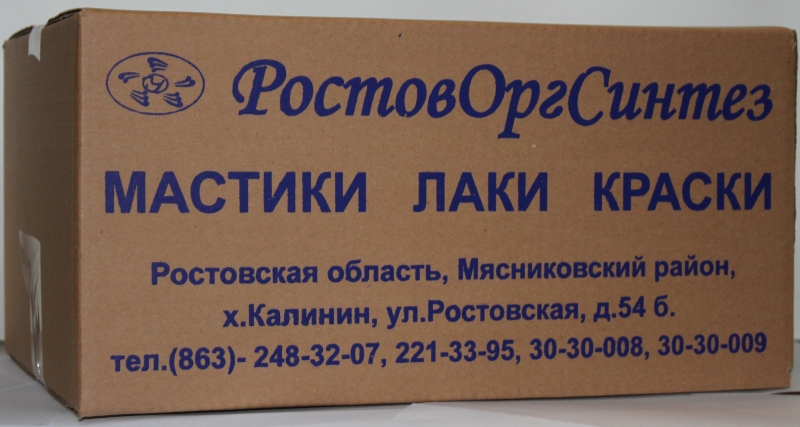 РостовОргСинтез
МАСТИКИ ЛАКИ КРАСКИ
Ростовская область, Мясниковский район,
х.Калинин, ул.Ростовская, д.54 б.
тел.(863)- 248-32-07, 221-33-95, 30-30-008, 30-30-009